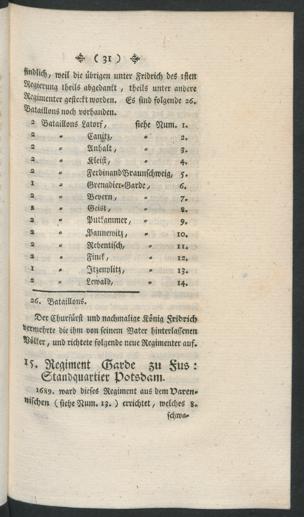 ( 31 )
findlich, weil die übrigen unter Fridrich des 1sten
Regierung theils abgedankt, theils unter andere
Regimenter gesteckt worden. Es sind folgende 26.
Bataillons noch vorhanden.
2 Bataillons Latorf, siehe Num. 1.
2 " Canitz, " 2.
2 " Anhalt, " 3.
2 " Kleist, " 4.
2 " Ferdinand Braunschweig, 5.
1 " Grenadier-Garde, " 6.
2 " Bevern, " 7.
2 " Geist, " 8.
2 " Putkammer, " 9.
2 " Pannewitz, " 10.
2 " Rebentisch, " 11.
2 " Finck, " 12.
1 " Itzenplitz, " 13.
2 " Lewald, " 14.
26. Bataillons.
Der Churfürst und nachmalige König Fridrich
vermehrte die ihm von seinem Vater hinterlassenen
Völker, und richtete folgende neue Regimenter auf.
15. Regiment Garde zu Fus:
Standquartier Potsdam.
1689. ward dieses Regiment aus dem Varen-
nischen (siehe Num. 13.) errichtet, welches 8.
schwa-